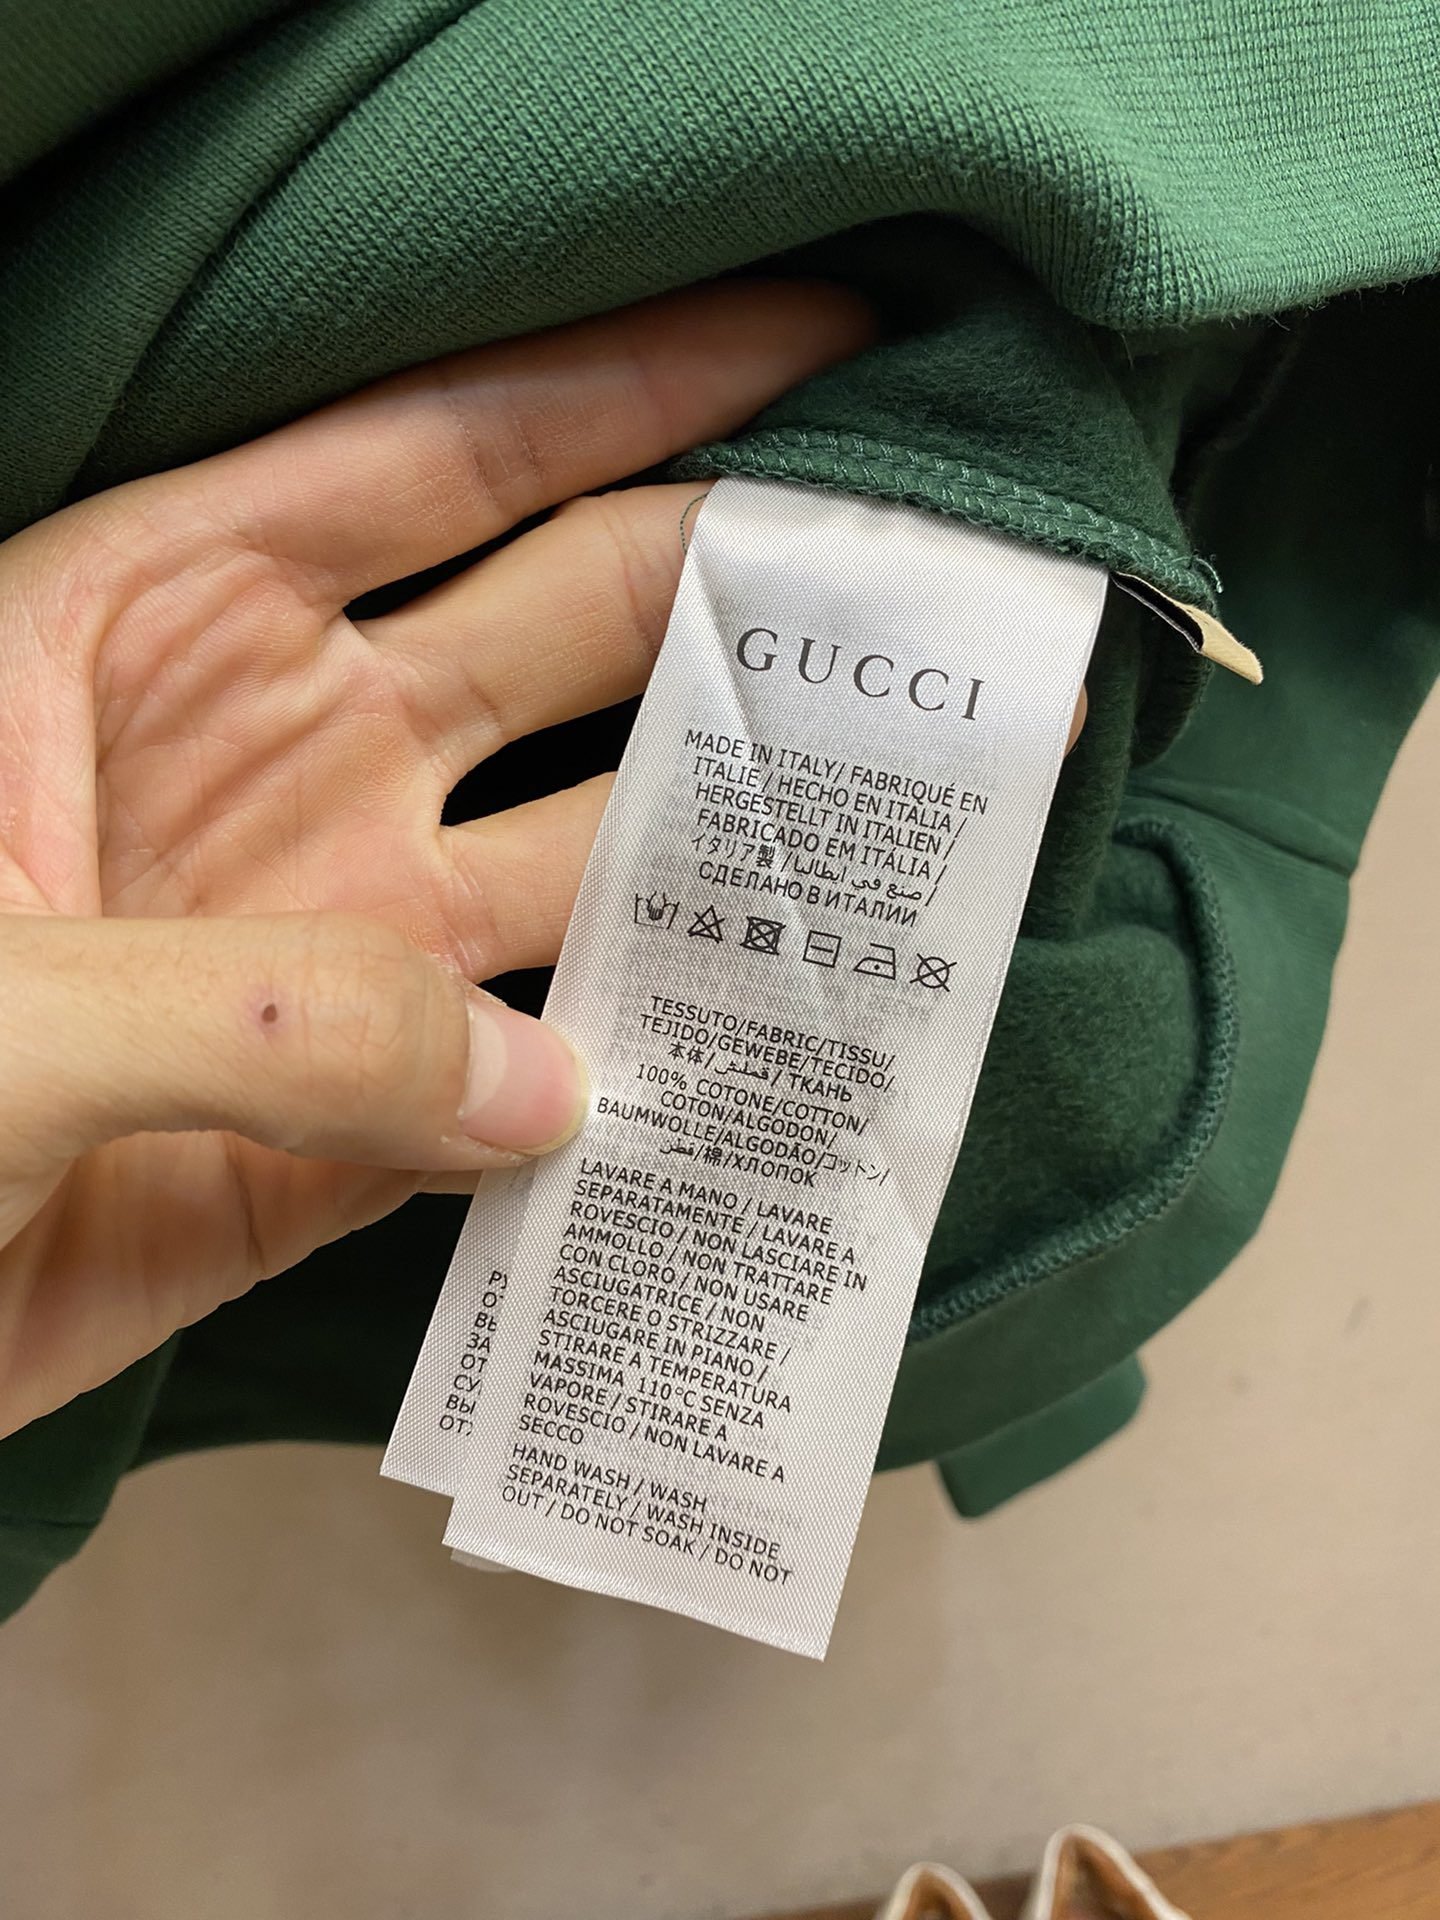 GUCCI
MADE IN ITALY/ FABRIQUÉ EN
ITALIE / HECHO EN ITALIA /
HERGESTELLT IN ITALIEN /
FABRICADO EM ITÁLIA /
イタリア製 / صنع في ايطاليا /
СДЕЛАНО В ИТАЛИИ
TESSUTO/FABRIC/TISSU/
TEJIDO/GEWEBE/TECIDO/
本体/ / ТКАНЬ
100% COTONE/COTTON/
COTON/ALGODON/
BAUMWOLLE/ALGODÃO/コットン/
قطن/棉/ХЛОПОК
LAVARE A MANO / LAVARE
SEPARATAMENTE / LAVARE A
ROVESCIO / NON LASCIARE IN
AMMOLLO / NON TRATTARE
CON CLORO / NON USARE
ASCIUGATRICE / NON
TORCERE O STRIZZARE /
ASCIUGARE IN PIANO /
STIRARE A TEMPERATURA
MASSIMA 110°C SENZA
VAPORE / STIRARE A
ROVESCIO / NON LAVARE A
SECCO
HAND WASH / WASH
SEPARATELY / WASH INSIDE
OUT / DO NOT SOAK / DO NOT